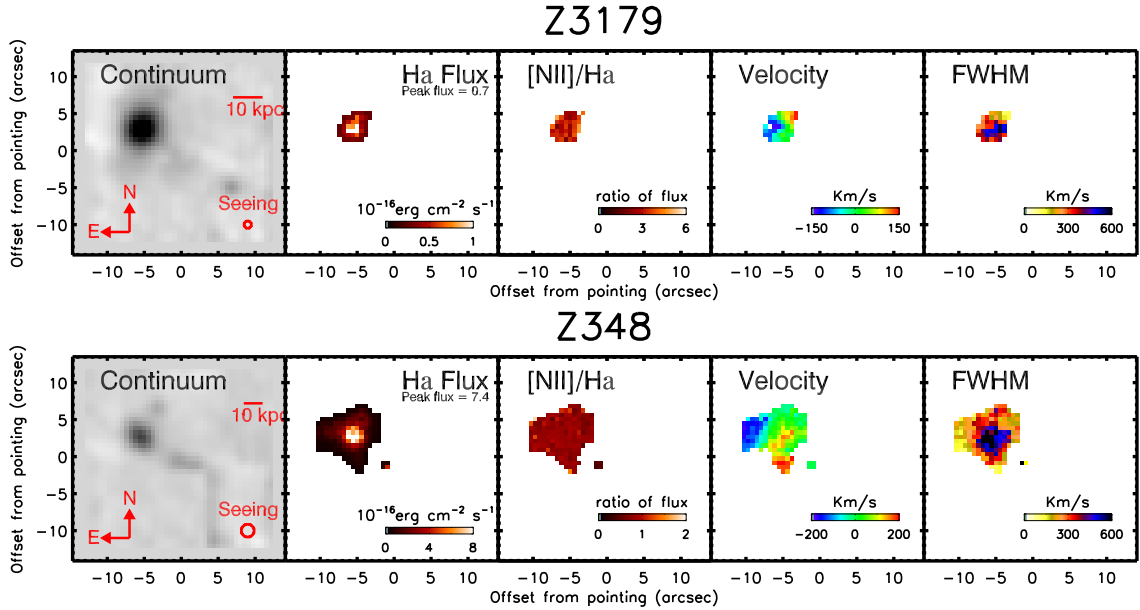 Z3179
Continuum
10 kpc
N
E
Seeing
Hα Flux
Peak flux = 0.7
10⁻¹⁶erg cm⁻² s⁻¹
0 0.5 1
[NII]/Hα
ratio of flux
0 3 6
Velocity
Km/s
-150 0 150
FWHM
Km/s
0 300 600
Offset from pointing (arcsec)
10
5
0
-5
-10
-10 -5 0 5 10 -10 -5 0 5 10 -10 -5 0 5 10 -10 -5 0 5 10 -10 -5 0 5 10
Offset from pointing (arcsec)
Z348
Continuum
10 kpc
N
E
Seeing
Hα Flux
Peak flux = 7.4
10⁻¹⁶erg cm⁻² s⁻¹
0 4 8
[NII]/Hα
ratio of flux
0 1 2
Velocity
Km/s
-200 0 200
FWHM
Km/s
0 300 600
Offset from pointing (arcsec)
10
5
0
-5
-10
-10 -5 0 5 10 -10 -5 0 5 10 -10 -5 0 5 10 -10 -5 0 5 10 -10 -5 0 5 10
Offset from pointing (arcsec)